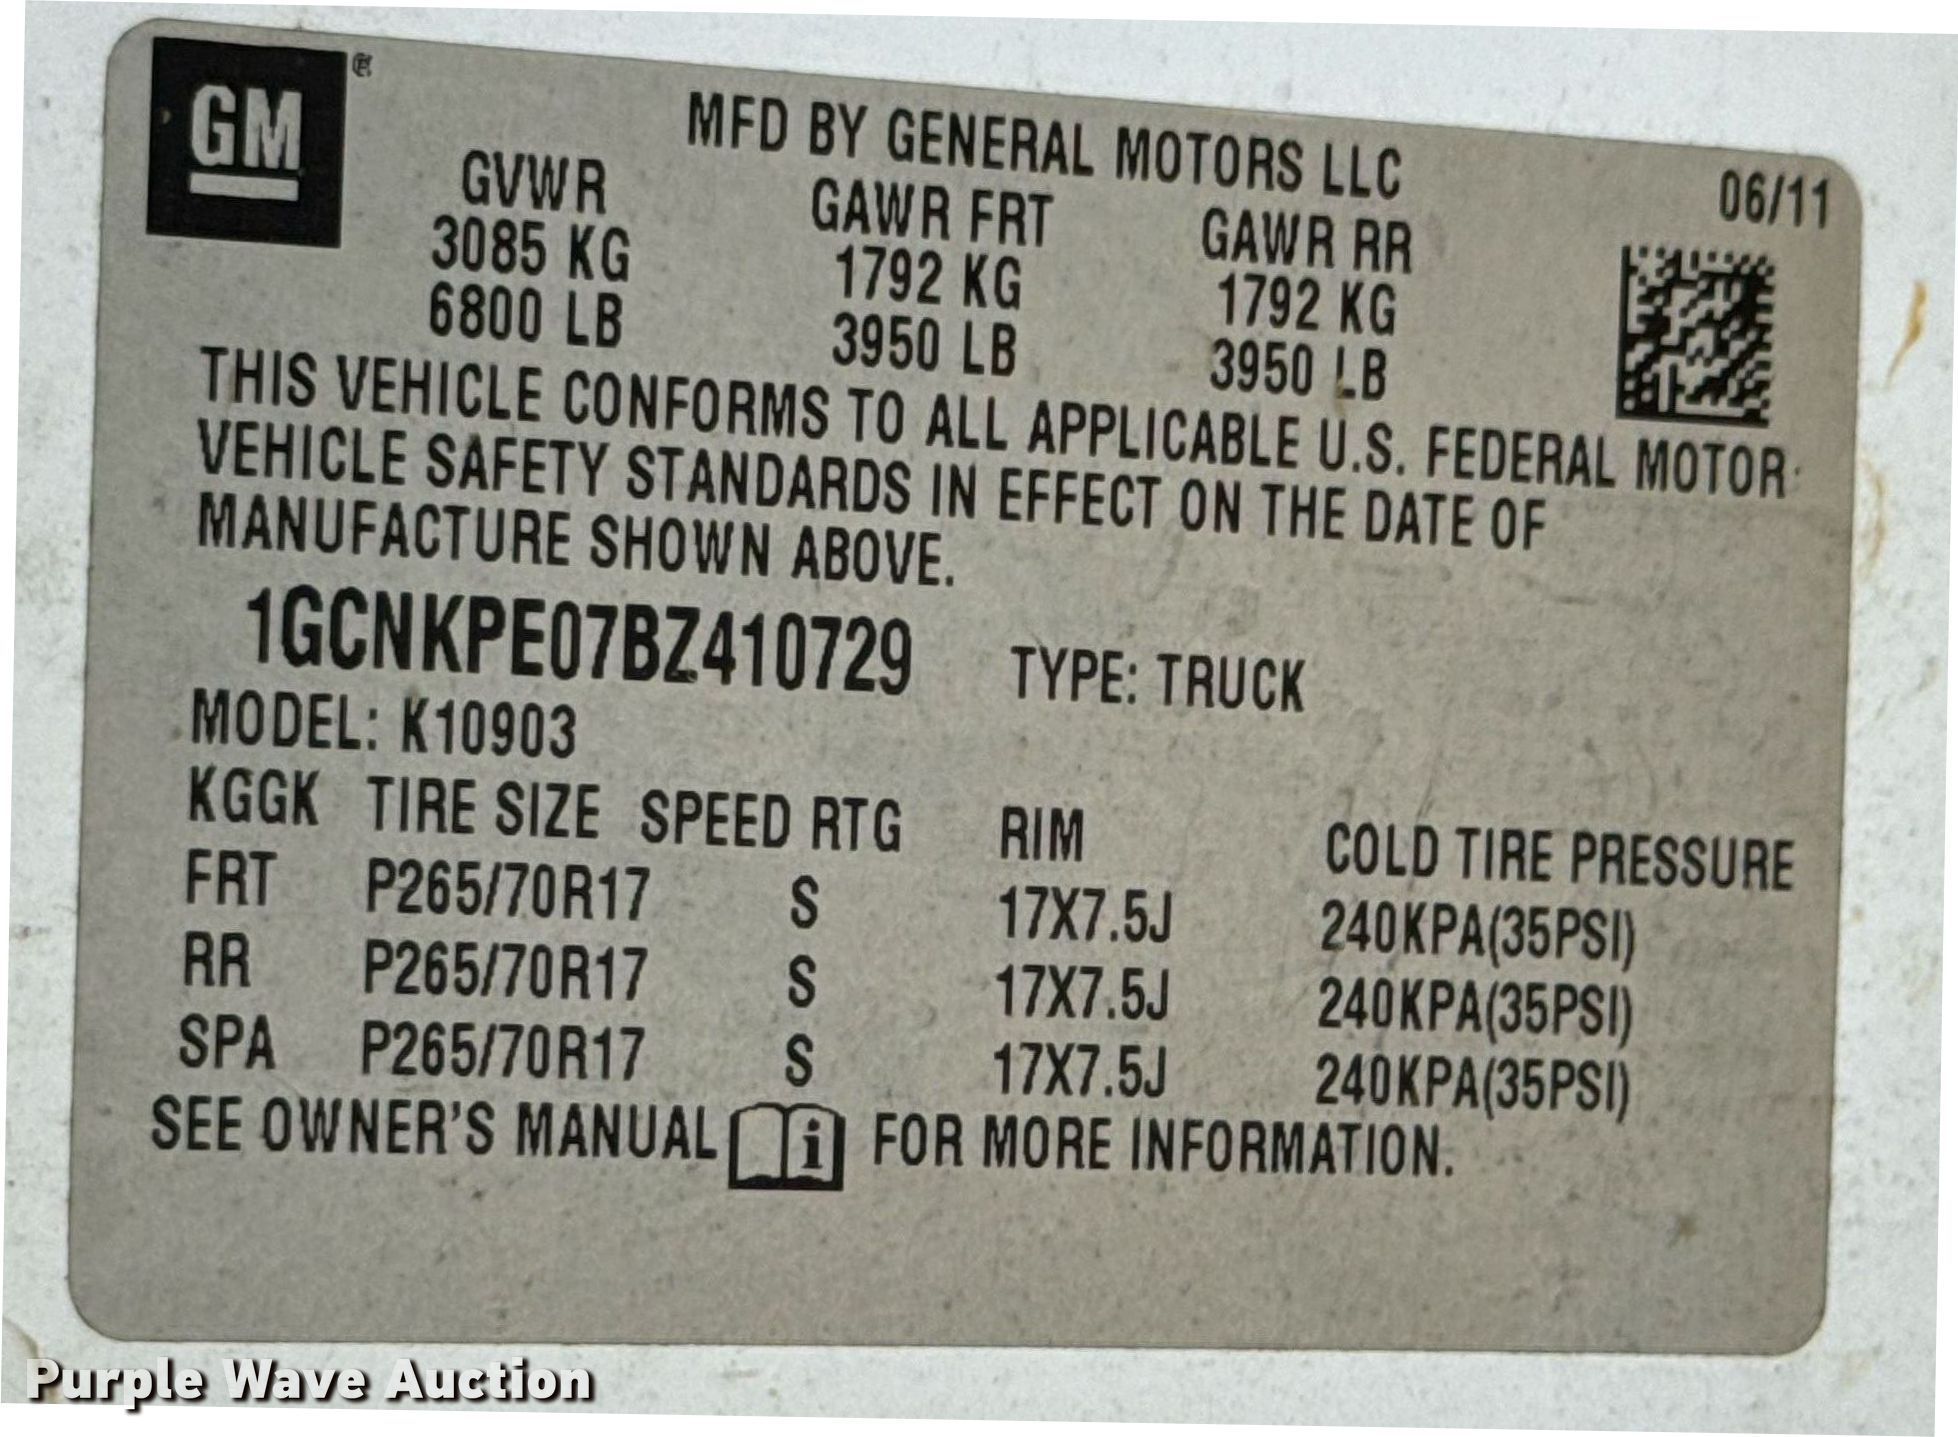 GM ®
MFD BY GENERAL MOTORS LLC
06/11
GVWR GAWR FRT GAWR RR
3085 KG 1792 KG 1792 KG
6800 LB 3950 LB 3950 LB
THIS VEHICLE CONFORMS TO ALL APPLICABLE U.S. FEDERAL MOTOR
VEHICLE SAFETY STANDARDS IN EFFECT ON THE DATE OF
MANUFACTURE SHOWN ABOVE.
1GCNKPE07BZ410729 TYPE: TRUCK
MODEL: K10903
KGGK TIRE SIZE SPEED RTG RIM COLD TIRE PRESSURE
FRT P265/70R17 S 17X7.5J 240KPA(35PSI)
RR P265/70R17 S 17X7.5J 240KPA(35PSI)
SPA P265/70R17 S 17X7.5J 240KPA(35PSI)
SEE OWNER'S MANUAL i FOR MORE INFORMATION.
Purple Wave Auction